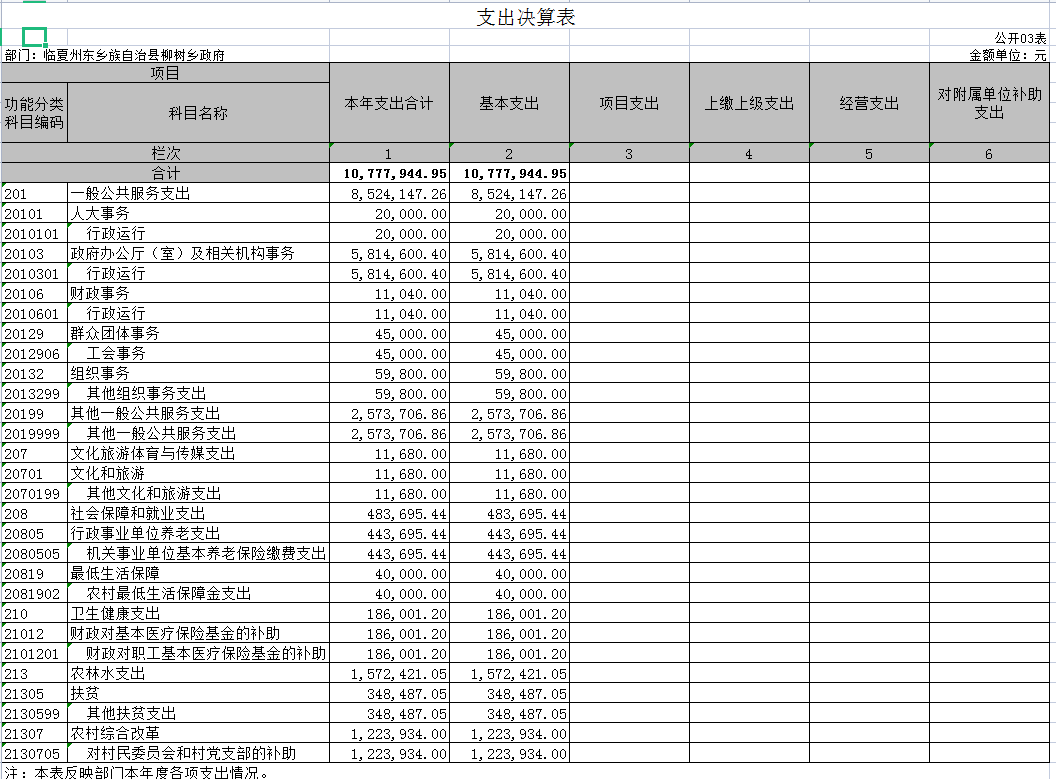 支出决算表
公开03表
部门：临夏州东乡族自治县柳树乡政府 金额单位：元
项目 本年支出合计 基本支出 项目支出 上缴上级支出 经营支出 对附属单位补助支出
功能分类科目编码 科目名称
栏次 1 2 3 4 5 6
合计 10,777,944.95 10,777,944.95
201 一般公共服务支出 8,524,147.26 8,524,147.26
20101 人大事务 20,000.00 20,000.00
2010101 行政运行 20,000.00 20,000.00
20103 政府办公厅（室）及相关机构事务 5,814,600.40 5,814,600.40
2010301 行政运行 5,814,600.40 5,814,600.40
20106 财政事务 11,040.00 11,040.00
2010601 行政运行 11,040.00 11,040.00
20129 群众团体事务 45,000.00 45,000.00
2012906 工会事务 45,000.00 45,000.00
20132 组织事务 59,800.00 59,800.00
2013299 其他组织事务支出 59,800.00 59,800.00
20199 其他一般公共服务支出 2,573,706.86 2,573,706.86
2019999 其他一般公共服务支出 2,573,706.86 2,573,706.86
207 文化旅游体育与传媒支出 11,680.00 11,680.00
20701 文化和旅游 11,680.00 11,680.00
2070199 其他文化和旅游支出 11,680.00 11,680.00
208 社会保障和就业支出 483,695.44 483,695.44
20805 行政事业单位养老支出 443,695.44 443,695.44
2080505 机关事业单位基本养老保险缴费支出 443,695.44 443,695.44
20819 最低生活保障 40,000.00 40,000.00
2081902 农村最低生活保障金支出 40,000.00 40,000.00
210 卫生健康支出 186,001.20 186,001.20
21012 财政对基本医疗保险基金的补助 186,001.20 186,001.20
2101201 财政对职工基本医疗保险基金的补助 186,001.20 186,001.20
213 农林水支出 1,572,421.05 1,572,421.05
21305 扶贫 348,487.05 348,487.05
2130599 其他扶贫支出 348,487.05 348,487.05
21307 农村综合改革 1,223,934.00 1,223,934.00
2130705 对村民委员会和村党支部的补助 1,223,934.00 1,223,934.00
注：本表反映部门本年度各项支出情况。